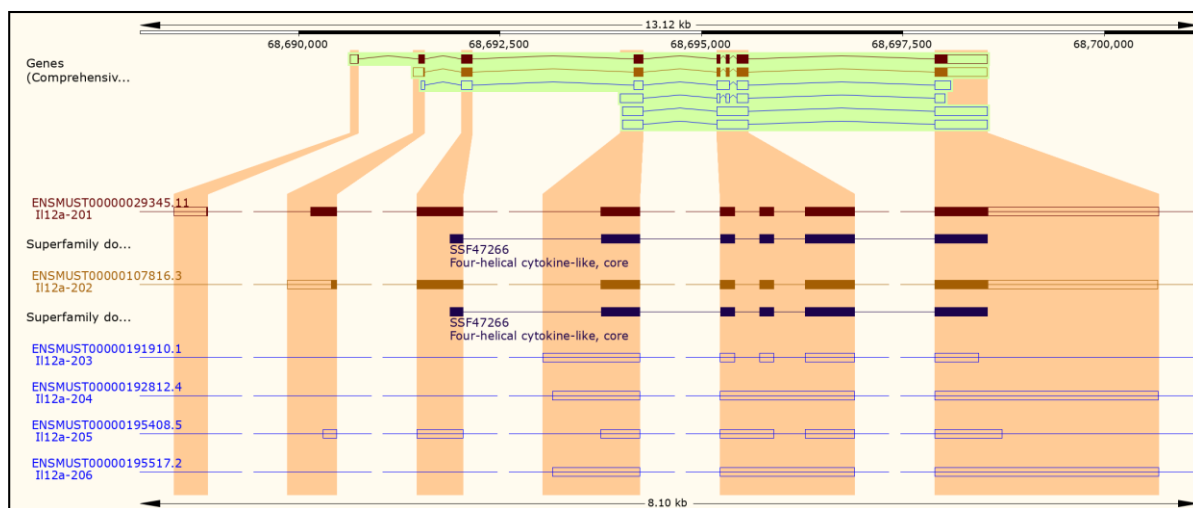 13.12 kb
68,690,000 68,692,500 68,695,000 68,697,500 68,700,000
Genes
(Comprehensiv...
ENSMUST00000029345.11
Il12a-201
Superfamily do...
SSF47266
Four-helical cytokine-like, core
ENSMUST00000107816.3
Il12a-202
Superfamily do...
SSF47266
Four-helical cytokine-like, core
ENSMUST00000191910.1
Il12a-203
ENSMUST00000192812.4
Il12a-204
ENSMUST00000195408.5
Il12a-205
ENSMUST00000195517.2
Il12a-206
8.10 kb